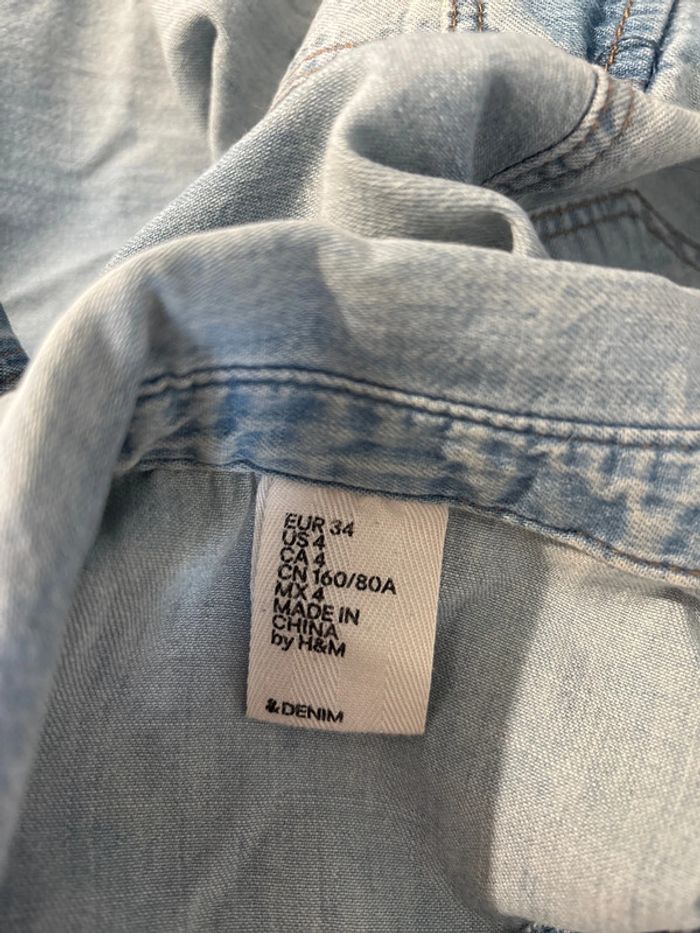 EUR 34
US 4
CA 4
CN 160/80A
MX 4
MADE IN
CHINA
by H&M
&DENIM